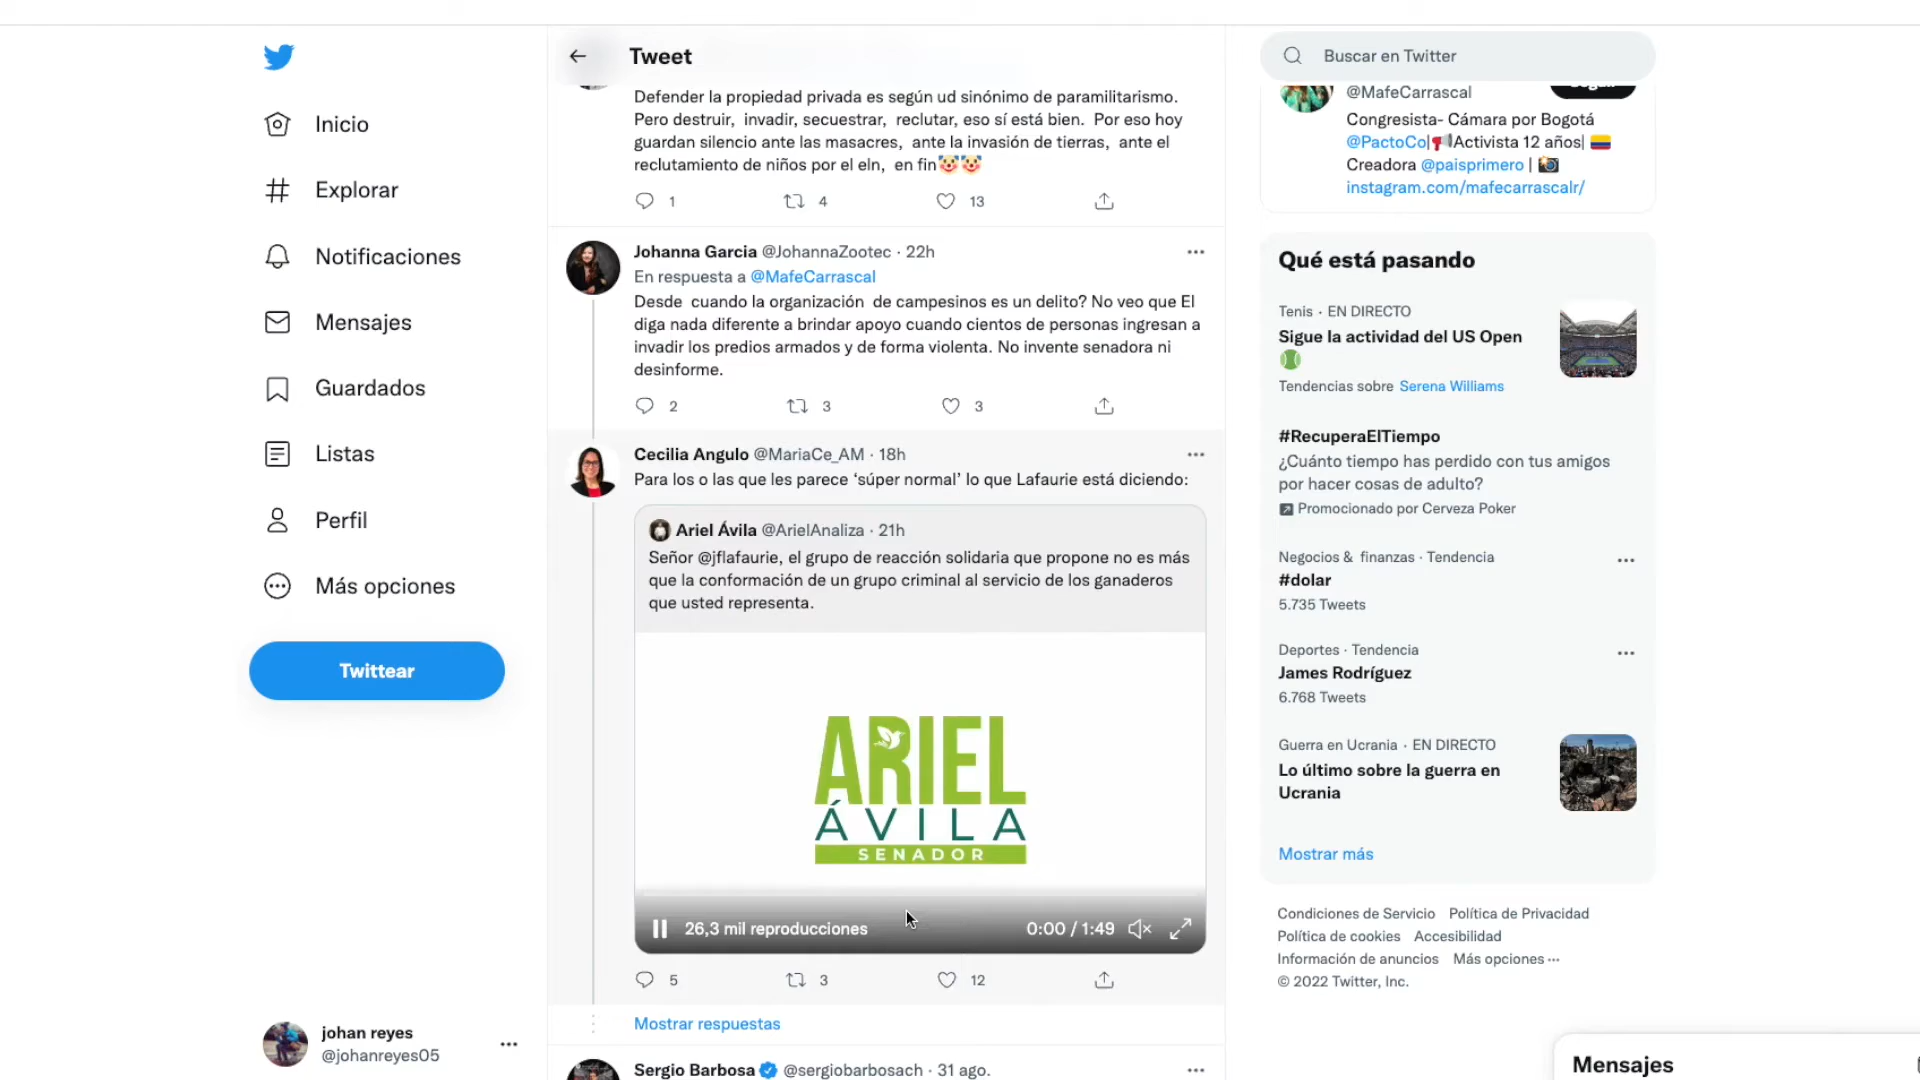 Inicio
Explorar
Notificaciones
Mensajes
Guardados
Listas
Perfil
Más opciones
Twittear
johan reyes
@johanreyes05
Tweet
Defender la propiedad privada es según ud sinónimo de paramilitarismo.
Pero destruir, invadir, secuestrar, reclutar, eso sí está bien. Por eso hoy
guardan silencio ante las masacres, ante la invasión de tierras, ante el
reclutamiento de niños por el eln, en fin🤡🤡
1 4 13
Johanna Garcia @JohannaZootec · 22h
En respuesta a @MafeCarrascal
Desde cuando la organización de campesinos es un delito? No veo que El
diga nada diferente a brindar apoyo cuando cientos de personas ingresan a
invadir los predios armados y de forma violenta. No invente senadora ni
desinforme.
2 3 3
Cecilia Angulo @MariaCe_AM · 18h
Para los o las que les parece ‘súper normal’ lo que Lafaurie está diciendo:
Ariel Ávila @ArielAnaliza · 21h
Señor @jflafaurie, el grupo de reacción solidaria que propone no es más
que la conformación de un grupo criminal al servicio de los ganaderos
que usted representa.
ARIEL
ÁVILA
SENADOR
26,3 mil reproducciones 0:00 / 1:49
5 3 12
Mostrar respuestas
Sergio Barbosa @sergiobarbosach · 31 ago.
Buscar en Twitter
@MafeCarrascal
Congresista- Cámara por Bogotá
@PactoCo|📢Activista 12 años| 🇨🇴
Creadora @paisprimero | 📸
instagram.com/mafecarrascalr/
Qué está pasando
Tenis · EN DIRECTO
Sigue la actividad del US Open
🎾
Tendencias sobre Serena Williams
#RecuperaElTiempo
¿Cuánto tiempo has perdido con tus amigos
por hacer cosas de adulto?
Promocionado por Cerveza Poker
Negocios & finanzas · Tendencia
#dolar
5.735 Tweets
Deportes · Tendencia
James Rodríguez
6.768 Tweets
Guerra en Ucrania · EN DIRECTO
Lo último sobre la guerra en
Ucrania
Mostrar más
Condiciones de Servicio Política de Privacidad
Política de cookies Accesibilidad
Información de anuncios Más opciones ···
© 2022 Twitter, Inc.
Mensajes